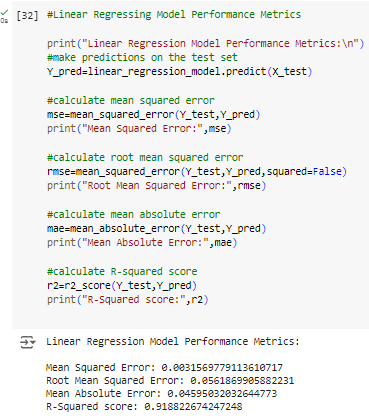 [32] #Linear Regressing Model Performance Metrics
0s
print("Linear Regression Model Performance Metrics:\n")
#make predictions on the test set
Y_pred=linear_regression_model.predict(X_test)
#calculate mean squared error
mse=mean_squared_error(Y_test,Y_pred)
print("Mean Squared Error:",mse)
#calculate root mean squared error
rmse=mean_squared_error(Y_test,Y_pred,squared=False)
print("Root Mean Squared Error:",rmse)
#calculate mean absolute error
mae=mean_absolute_error(Y_test,Y_pred)
print("Mean Absolute Error:",mae)
#calculate R-squared score
r2=r2_score(Y_test,Y_pred)
print("R-Squared score:",r2)
Linear Regression Model Performance Metrics:
Mean Squared Error: 0.0031569779113610717
Root Mean Squared Error: 0.0561869905882231
Mean Absolute Error: 0.04595032032644773
R-Squared score: 0.918822674247248